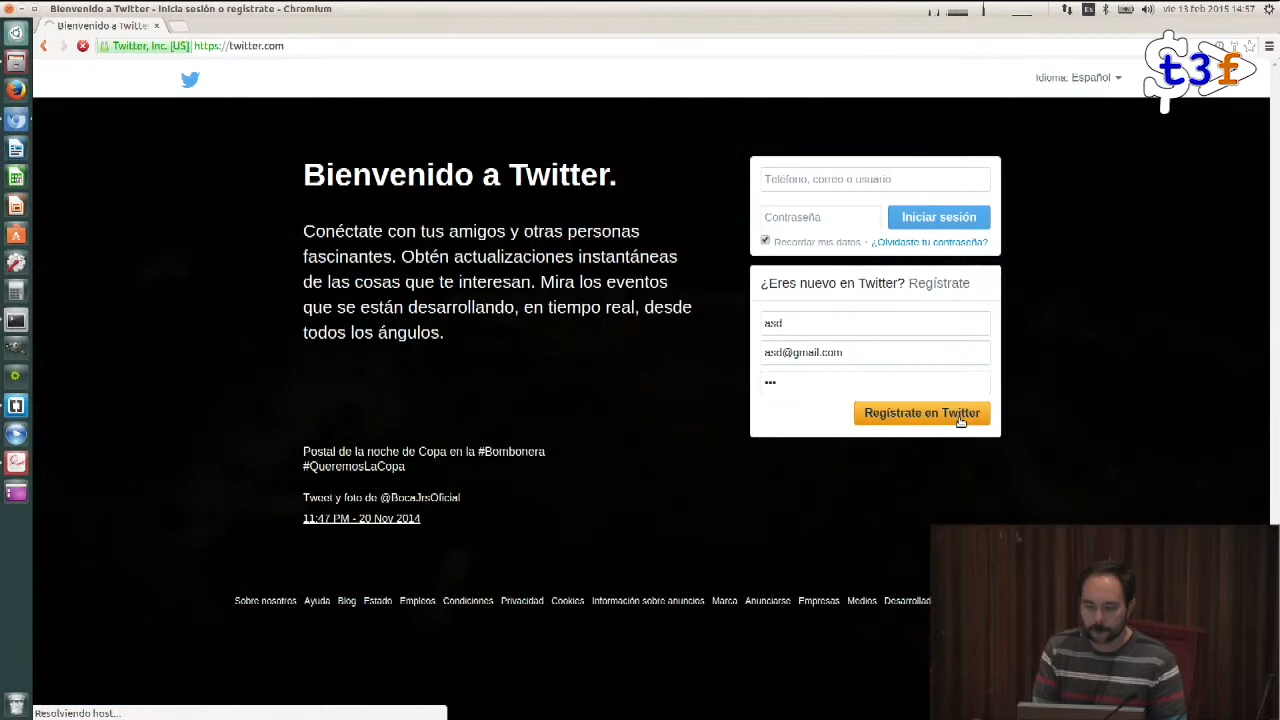 Bienvenido a Twitter - Inicia sesión o regístrate - Chromium
Es
vie 13 feb 2015 14:57
Bienvenido a Twitte
Twitter, Inc. [US]
https://twitter.com
t3f
Idioma: Español
Bienvenido a Twitter.
Conéctate con tus amigos y otras personas
fascinantes. Obtén actualizaciones instantáneas
de las cosas que te interesan. Mira los eventos
que se están desarrollando, en tiempo real, desde
todos los ángulos.
Teléfono, correo o usuario
Contraseña
Iniciar sesión
Recordar mis datos · ¿Olvidaste tu contraseña?
¿Eres nuevo en Twitter? Regístrate
asd
asd@gmail.com
•••
Regístrate en Twitter
Postal de la noche de Copa en la #Bombonera
#QueremosLaCopa
Tweet y foto de @BocaJrsOficial
11:47 PM - 20 Nov 2014
Sobre nosotros Ayuda Blog Estado Empleos Condiciones Privacidad Cookies Información sobre anuncios Marca Anunciarse Empresas Medios Desarrollad
Resolviendo host...